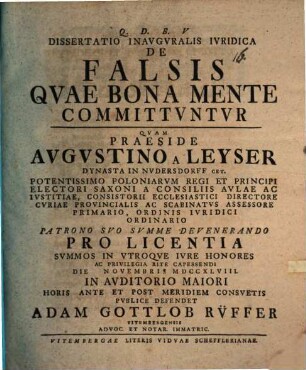 Q. D. B. V
DISSERTATIO INAVGVRALIS IVRIDICA
DE
FALSIS
QVAE BONA MENTE
COMMITTVNTVR
QVAM
PRAESIDE
AVGVSTINO A LEYSER
DYNASTA IN NVDERSDORFF CET.
POTENTISSIMO POLONIARVM REGI ET PRINCIPI
ELECTORI SAXONI A CONSILIIS AVLAE AC
IVSTITIAE, CONSISTORII ECCLESIASTICI DIRECTORE
CVRIAE PROVINCIALIS AC SCABINATVS ASSESSORE
PRIMARIO, ORDINIS IVRIDICI
ORDINARIO
PATRONO SVO SVMME DEVENERANDO
PRO LICENTIA
SVMMOS IN VTROQVE IVRE HONORES
AC PRIVILEGIA RITE CAPESSENDI
DIE NOVEMBRIS MDCCXLVIII
IN AVDITORIO MAIORI
HORIS ANTE ET POST MERIDIEM CONSVETIS
PVBLICE DEFENDET
ADAM GOTTLOB RÜFFER
VITEMBERGENSIS
ADVOC. ET NOTAR. IMMATRIC.
VITEMBERGAE LITERIS VIDVAE SCHEFFLERIANAE.